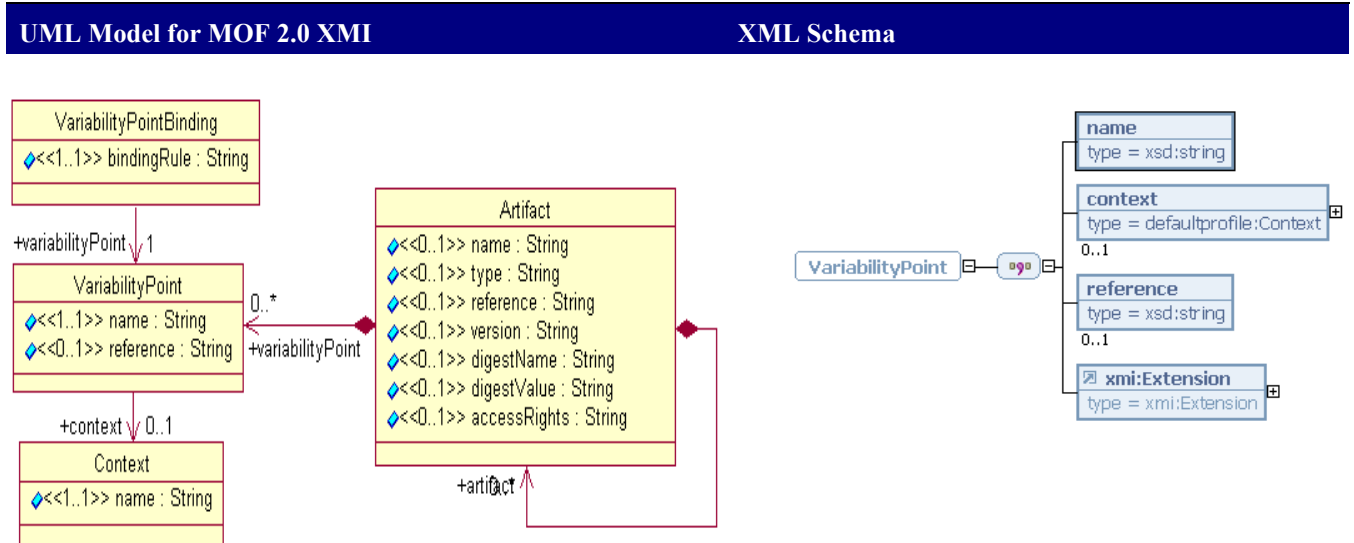 UML Model for MOF 2.0 XMI
XML Schema
VariabilityPointBinding
<<1..1>> bindingRule : String
+variabilityPoint
1
VariabilityPoint
<<1..1>> name : String
<<0..1>> reference : String
+context
0..1
Context
<<1..1>> name : String
0..*
+variabilityPoint
Artifact
<<0..1>> name : String
<<0..1>> type : String
<<0..1>> reference : String
<<0..1>> version : String
<<0..1>> digestName : String
<<0..1>> digestValue : String
<<0..1>> accessRights : String
+artifact
0..*
VariabilityPoint
name
type = xsd:string
context
type = defaultprofile:Context
0..1
reference
type = xsd:string
0..1
xmi:Extension
type = xmi:Extension